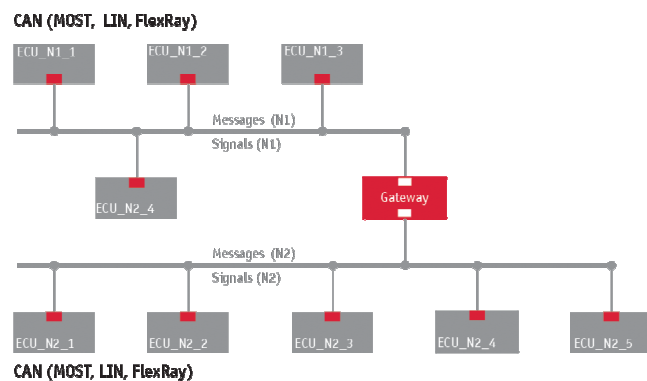 CAN (MOST, LIN, FlexRay)
ECU_N1_1
ECU_N1_2
ECU_N1_3
Messages (N1)
Signals (N1)
ECU_N2_4
Gateway
Messages (N2)
Signals (N2)
ECU_N2_1
ECU_N2_2
ECU_N2_3
ECU_N2_4
ECU_N2_5
CAN (MOST, LIN, FlexRay)